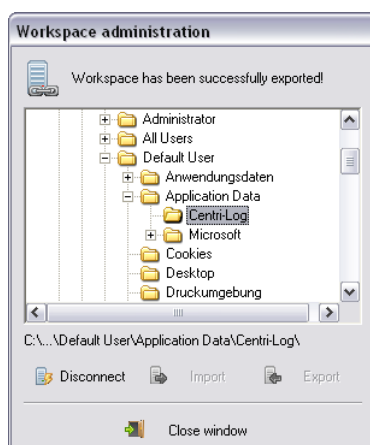 Workspace administration
Workspace has been successfully exported!
Administrator
All Users
Default User
Anwendungsdaten
Application Data
Centri-Log
Microsoft
Cookies
Desktop
Druckumgebung
C:\...\Default User\Application Data\Centri-Log\
Disconnect Import Export
Close window